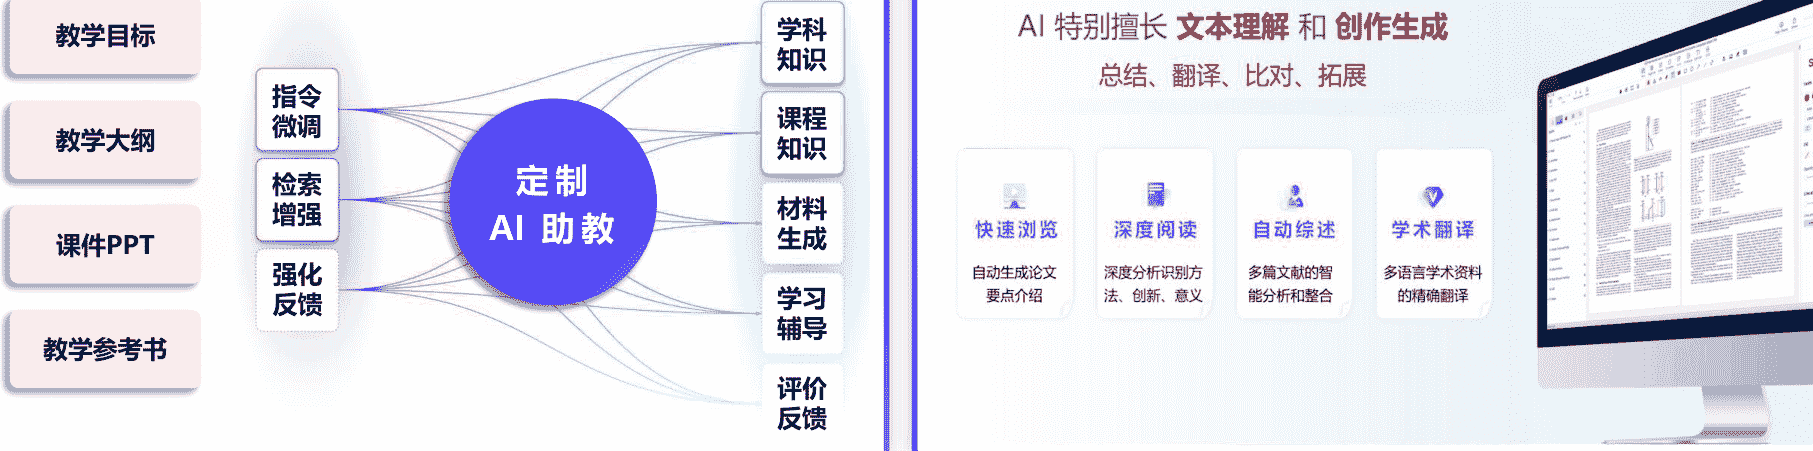 教学目标
教学大纲
课件PPT
教学参考书
指令
微调
检索
增强
强化
反馈
定制
AI 助教
学科
知识
课程
知识
材料
生成
学习
辅导
评价
反馈
AI 特别擅长 文本理解 和 创作生成
总结、翻译、比对、拓展
快速浏览
自动生成论文
要点介绍
深度阅读
深度分析识别方
法、创新、意义
自动综述
多篇文献的智
能分析和整合
学术翻译
多语言学术资料
的精确翻译